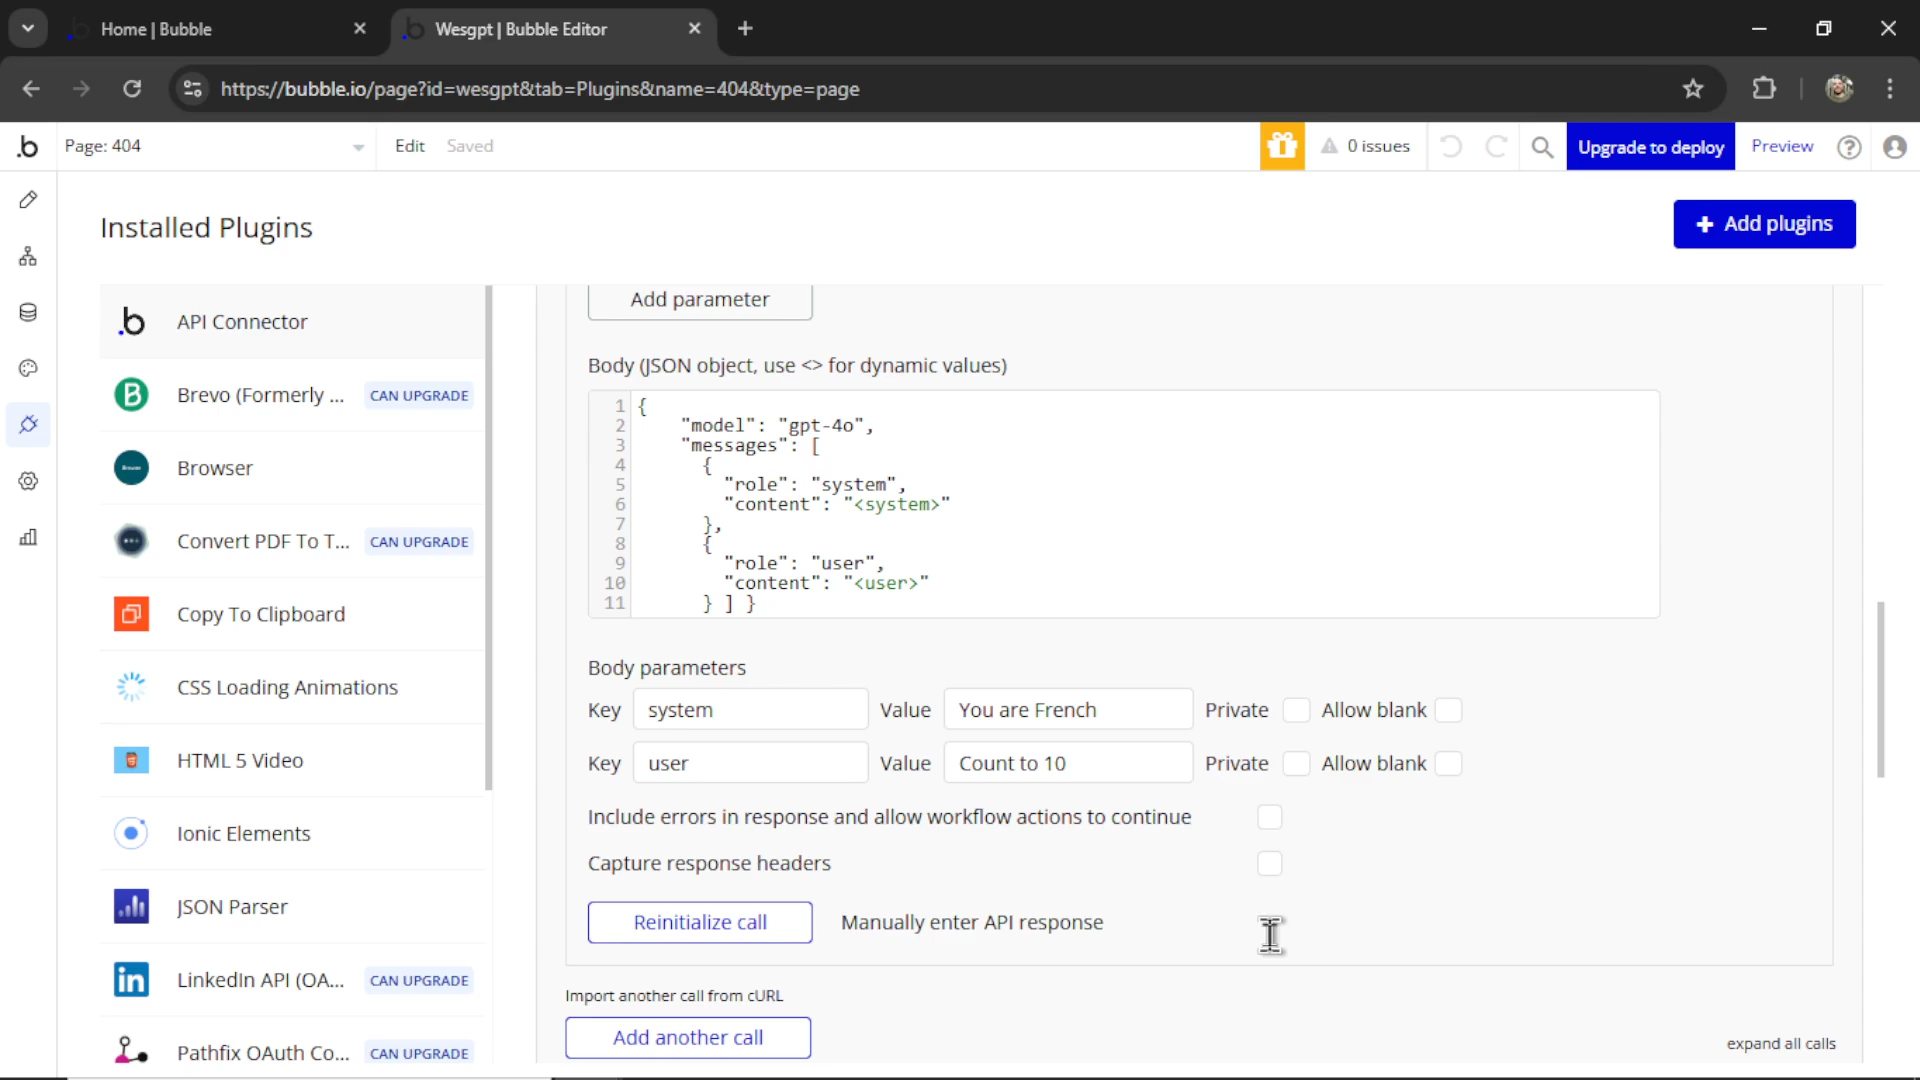 Home | Bubble
Wesgpt | Bubble Editor
https://bubble.io/page?id=wesgpt&tab=Plugins&name=404&type=page
Page: 404
Edit
Saved
0 issues
Upgrade to deploy
Preview
Installed Plugins
Add plugins
API Connector
Brevo (Formerly ...
CAN UPGRADE
Browser
Convert PDF To T...
CAN UPGRADE
Copy To Clipboard
CSS Loading Animations
HTML 5 Video
Ionic Elements
JSON Parser
LinkedIn API (OA...
CAN UPGRADE
Pathfix OAuth Co...
CAN UPGRADE
Add parameter
Body (JSON object, use <> for dynamic values)
1 {
2 "model": "gpt-4o",
3 "messages": [
4 {
5 "role": "system",
6 "content": "<system>"
7 },
8 {
9 "role": "user",
10 "content": "<user>"
11 } ] }
Body parameters
Key system Value You are French Private Allow blank
Key user Value Count to 10 Private Allow blank
Include errors in response and allow workflow actions to continue
Capture response headers
Reinitialize call
Manually enter API response
Import another call from cURL
Add another call
expand all calls